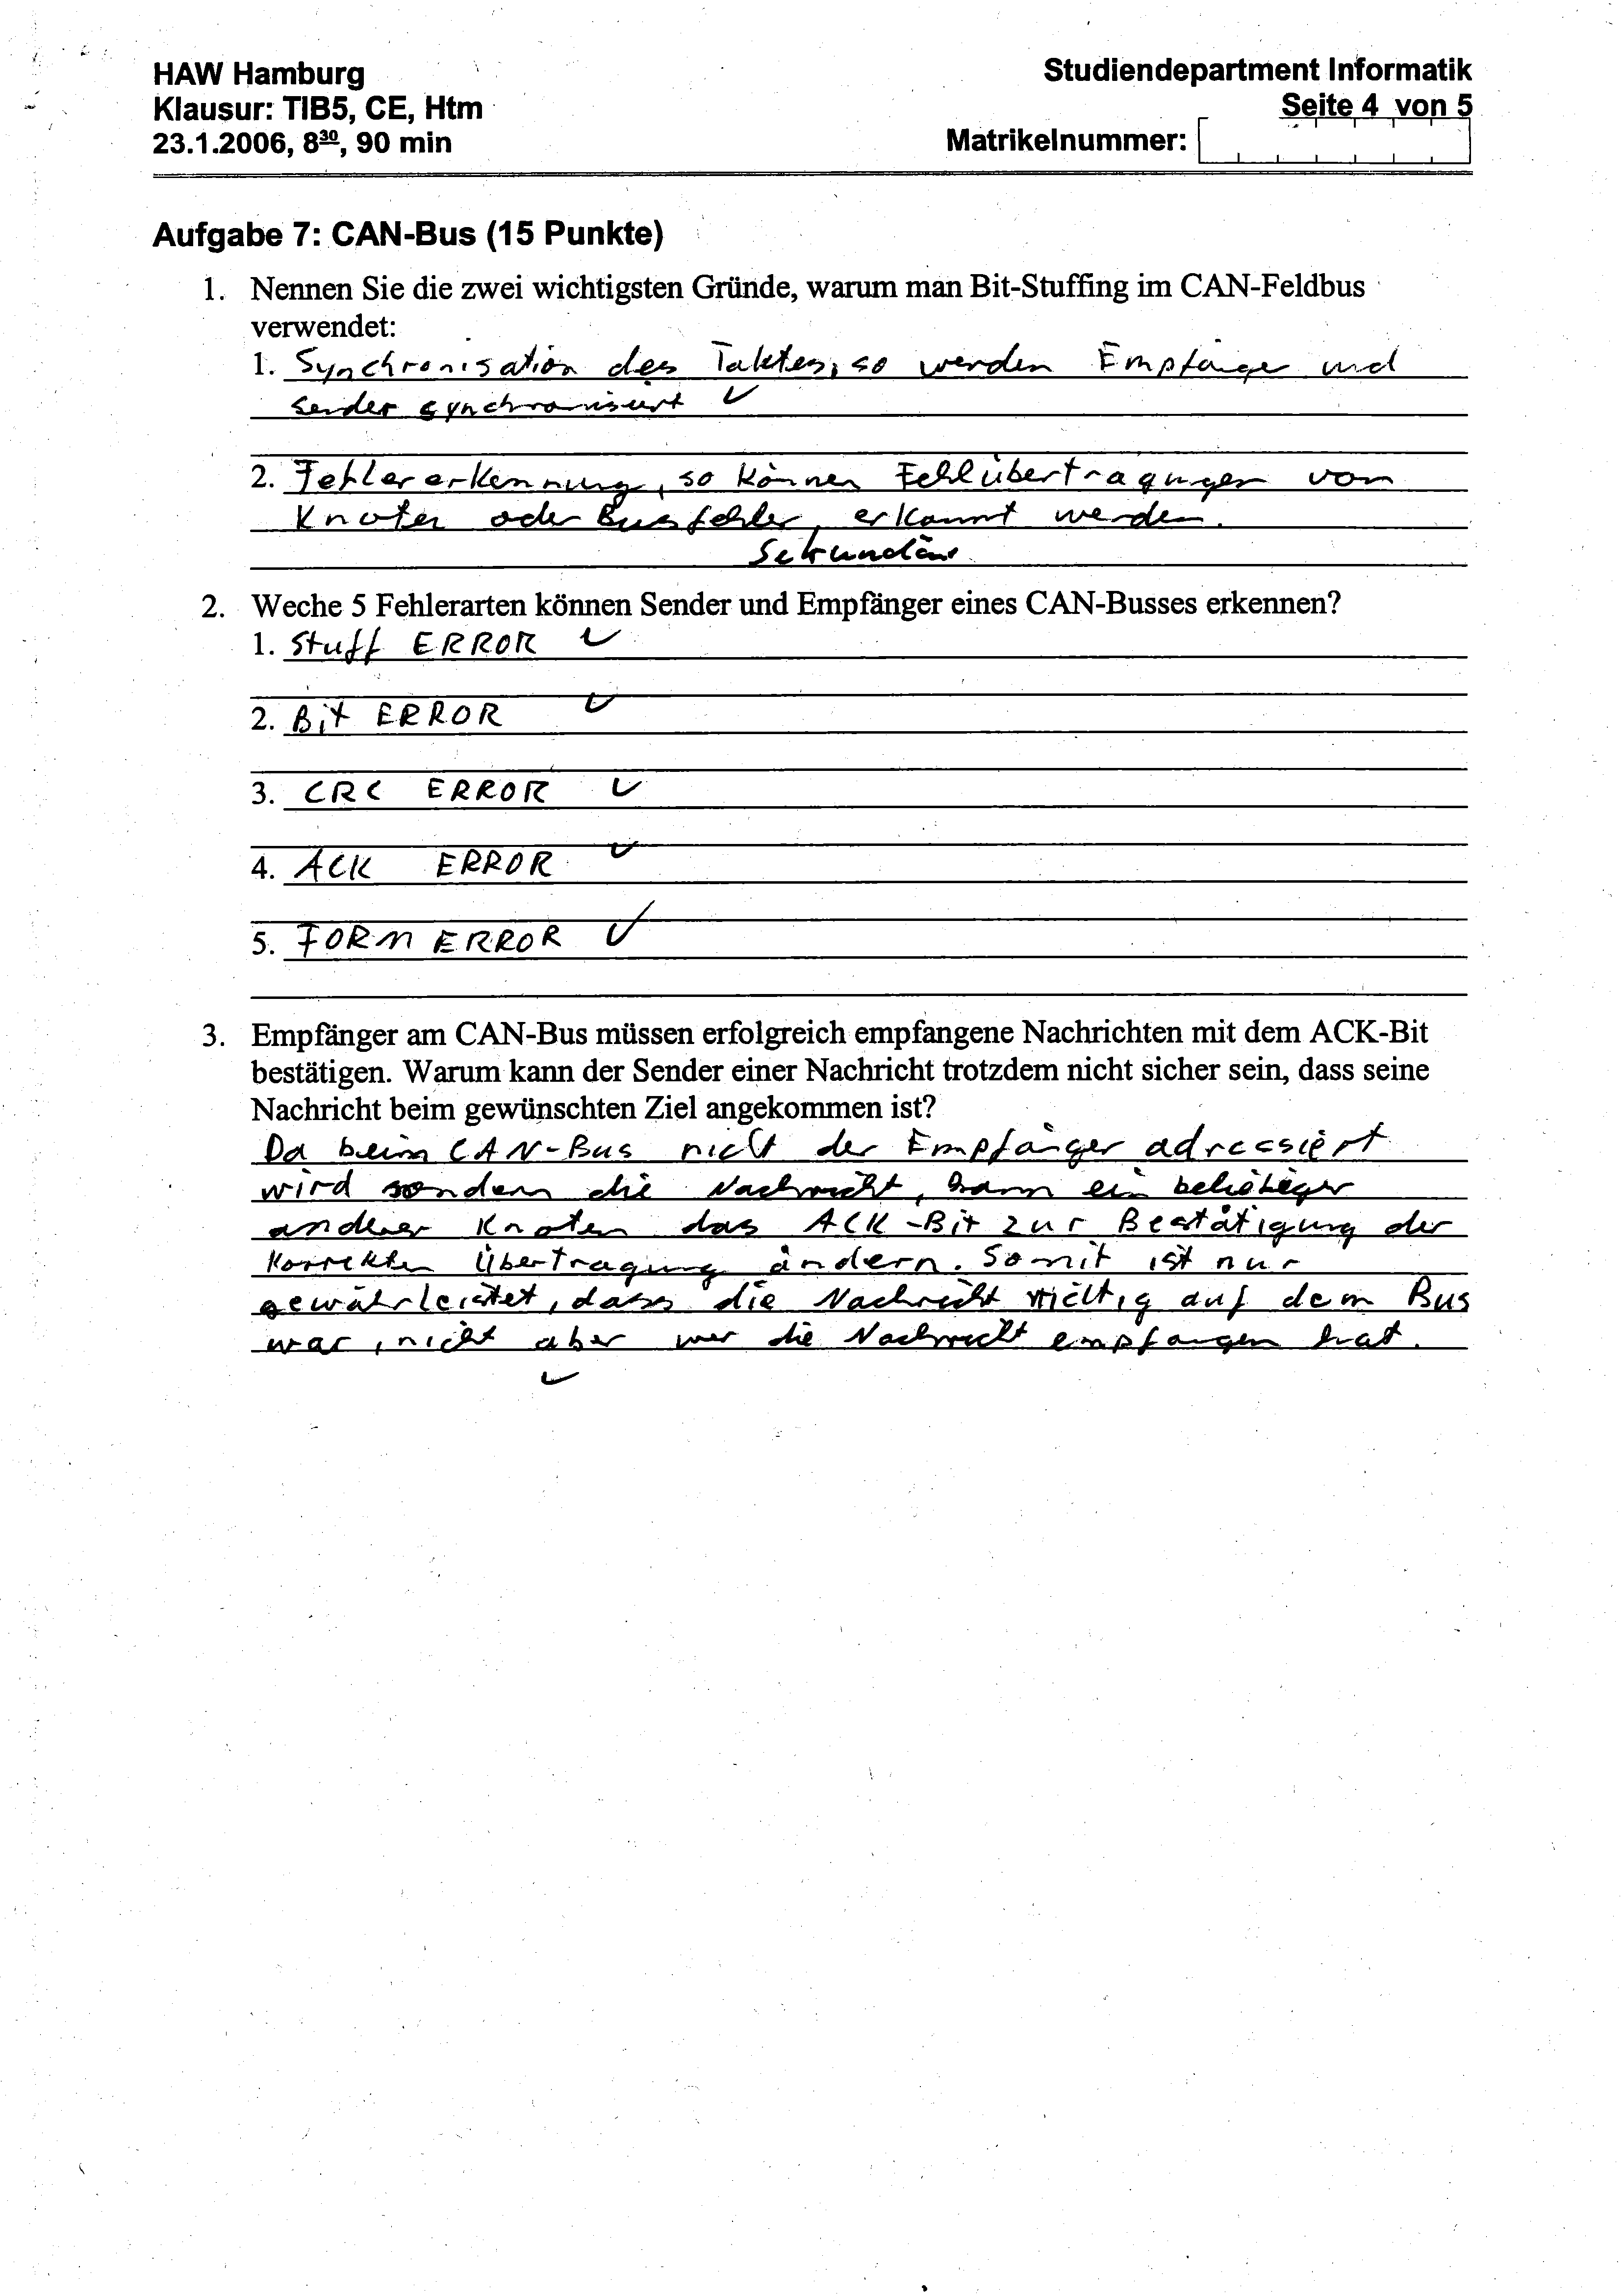 HAW Hamburg
Klausur: TIB5, CE, Htm
23.1.2006, 8³⁰, 90 min
Studiendepartment Informatik
Seite 4 von 5
Matrikelnummer:
Aufgabe 7: CAN-Bus (15 Punkte)
1. Nennen Sie die zwei wichtigsten Gründe, warum man Bit-Stuffing im CAN-Feldbus
verwendet:
1. Synchronisation des Taktes, so werden Empfänger und
Sender synchronisiert ✓
2. Fehlererkennung, so können Fehlübertragungen von
Knoten oder Busfehler, erkannt werden.
Sekundär
2. Weche 5 Fehlerarten können Sender und Empfänger eines CAN-Busses erkennen?
1. Stuff ERROR ✓
2. Bit ERROR ✓
3. CRC ERROR ✓
4. ACK ERROR ✓
5. FORM ERROR ✓
3. Empfänger am CAN-Bus müssen erfolgreich empfangene Nachrichten mit dem ACK-Bit
bestätigen. Warum kann der Sender einer Nachricht trotzdem nicht sicher sein, dass seine
Nachricht beim gewünschten Ziel angekommen ist?
Da beim CAN-Bus nicht der Empfänger adressiert
wird sondern die Nachricht, kann ein beliebiger
anderer Knoten das ACK-Bit zur Bestätigung der
korrekten Übertragung ändern. Somit ist nur
gewährleistet, dass die Nachricht richtig auf dem Bus
war, nicht aber wer die Nachricht empfangen hat.
✓